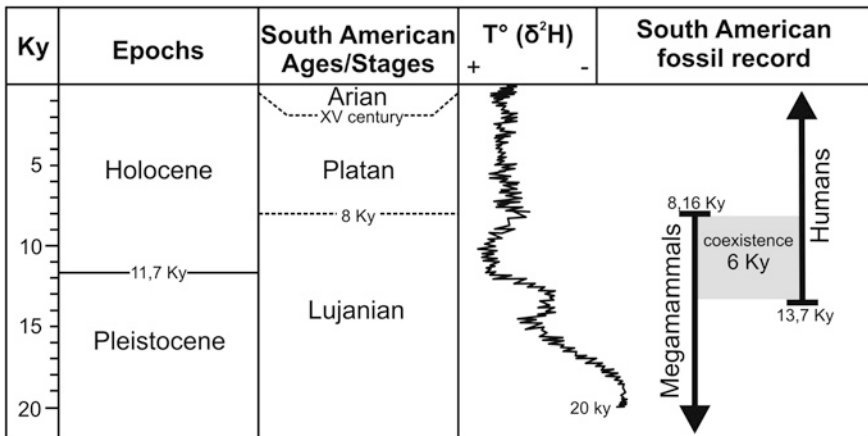 Ky
Epochs
South American
Ages/Stages
T° (δ²H)
+ -
South American
fossil record
5
10
15
20
Holocene
11,7 Ky
Pleistocene
Arian
XV century
Platan
8 Ky
Lujanian
20 ky
8,16 Ky
Megamammals
coexistence
6 Ky
Humans
13,7 Ky